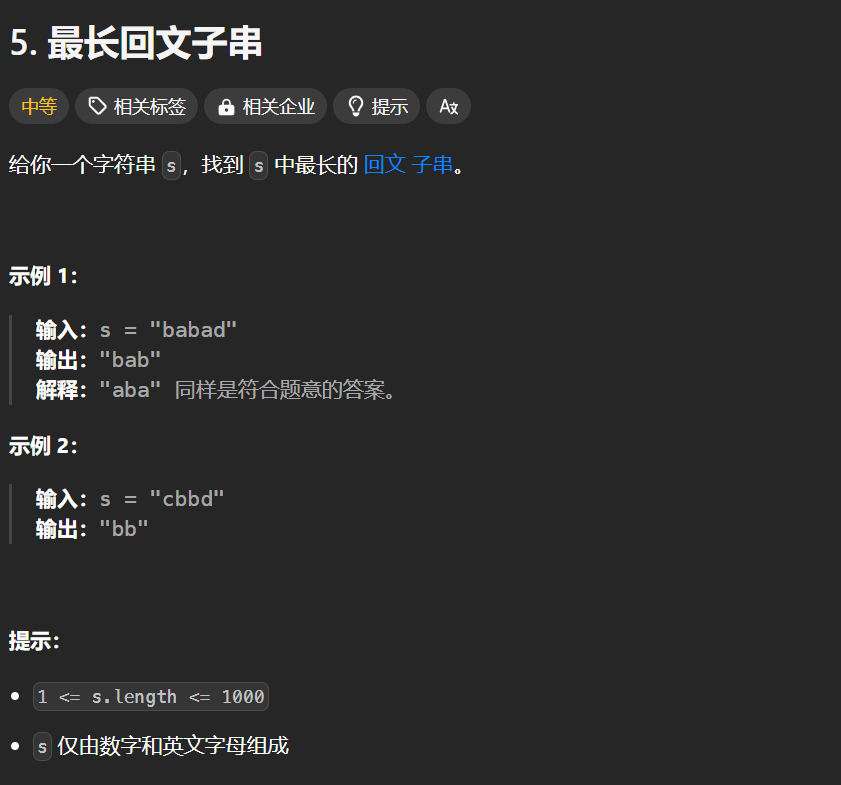 5. 最长回文子串
中等 相关标签 相关企业 提示 A文
给你一个字符串 s，找到 s 中最长的 回文 子串。
示例 1：
输入：s = "babad"
输出："bab"
解释："aba" 同样是符合题意的答案。
示例 2：
输入：s = "cbbd"
输出："bb"
提示：
1 <= s.length <= 1000
s 仅由数字和英文字母组成